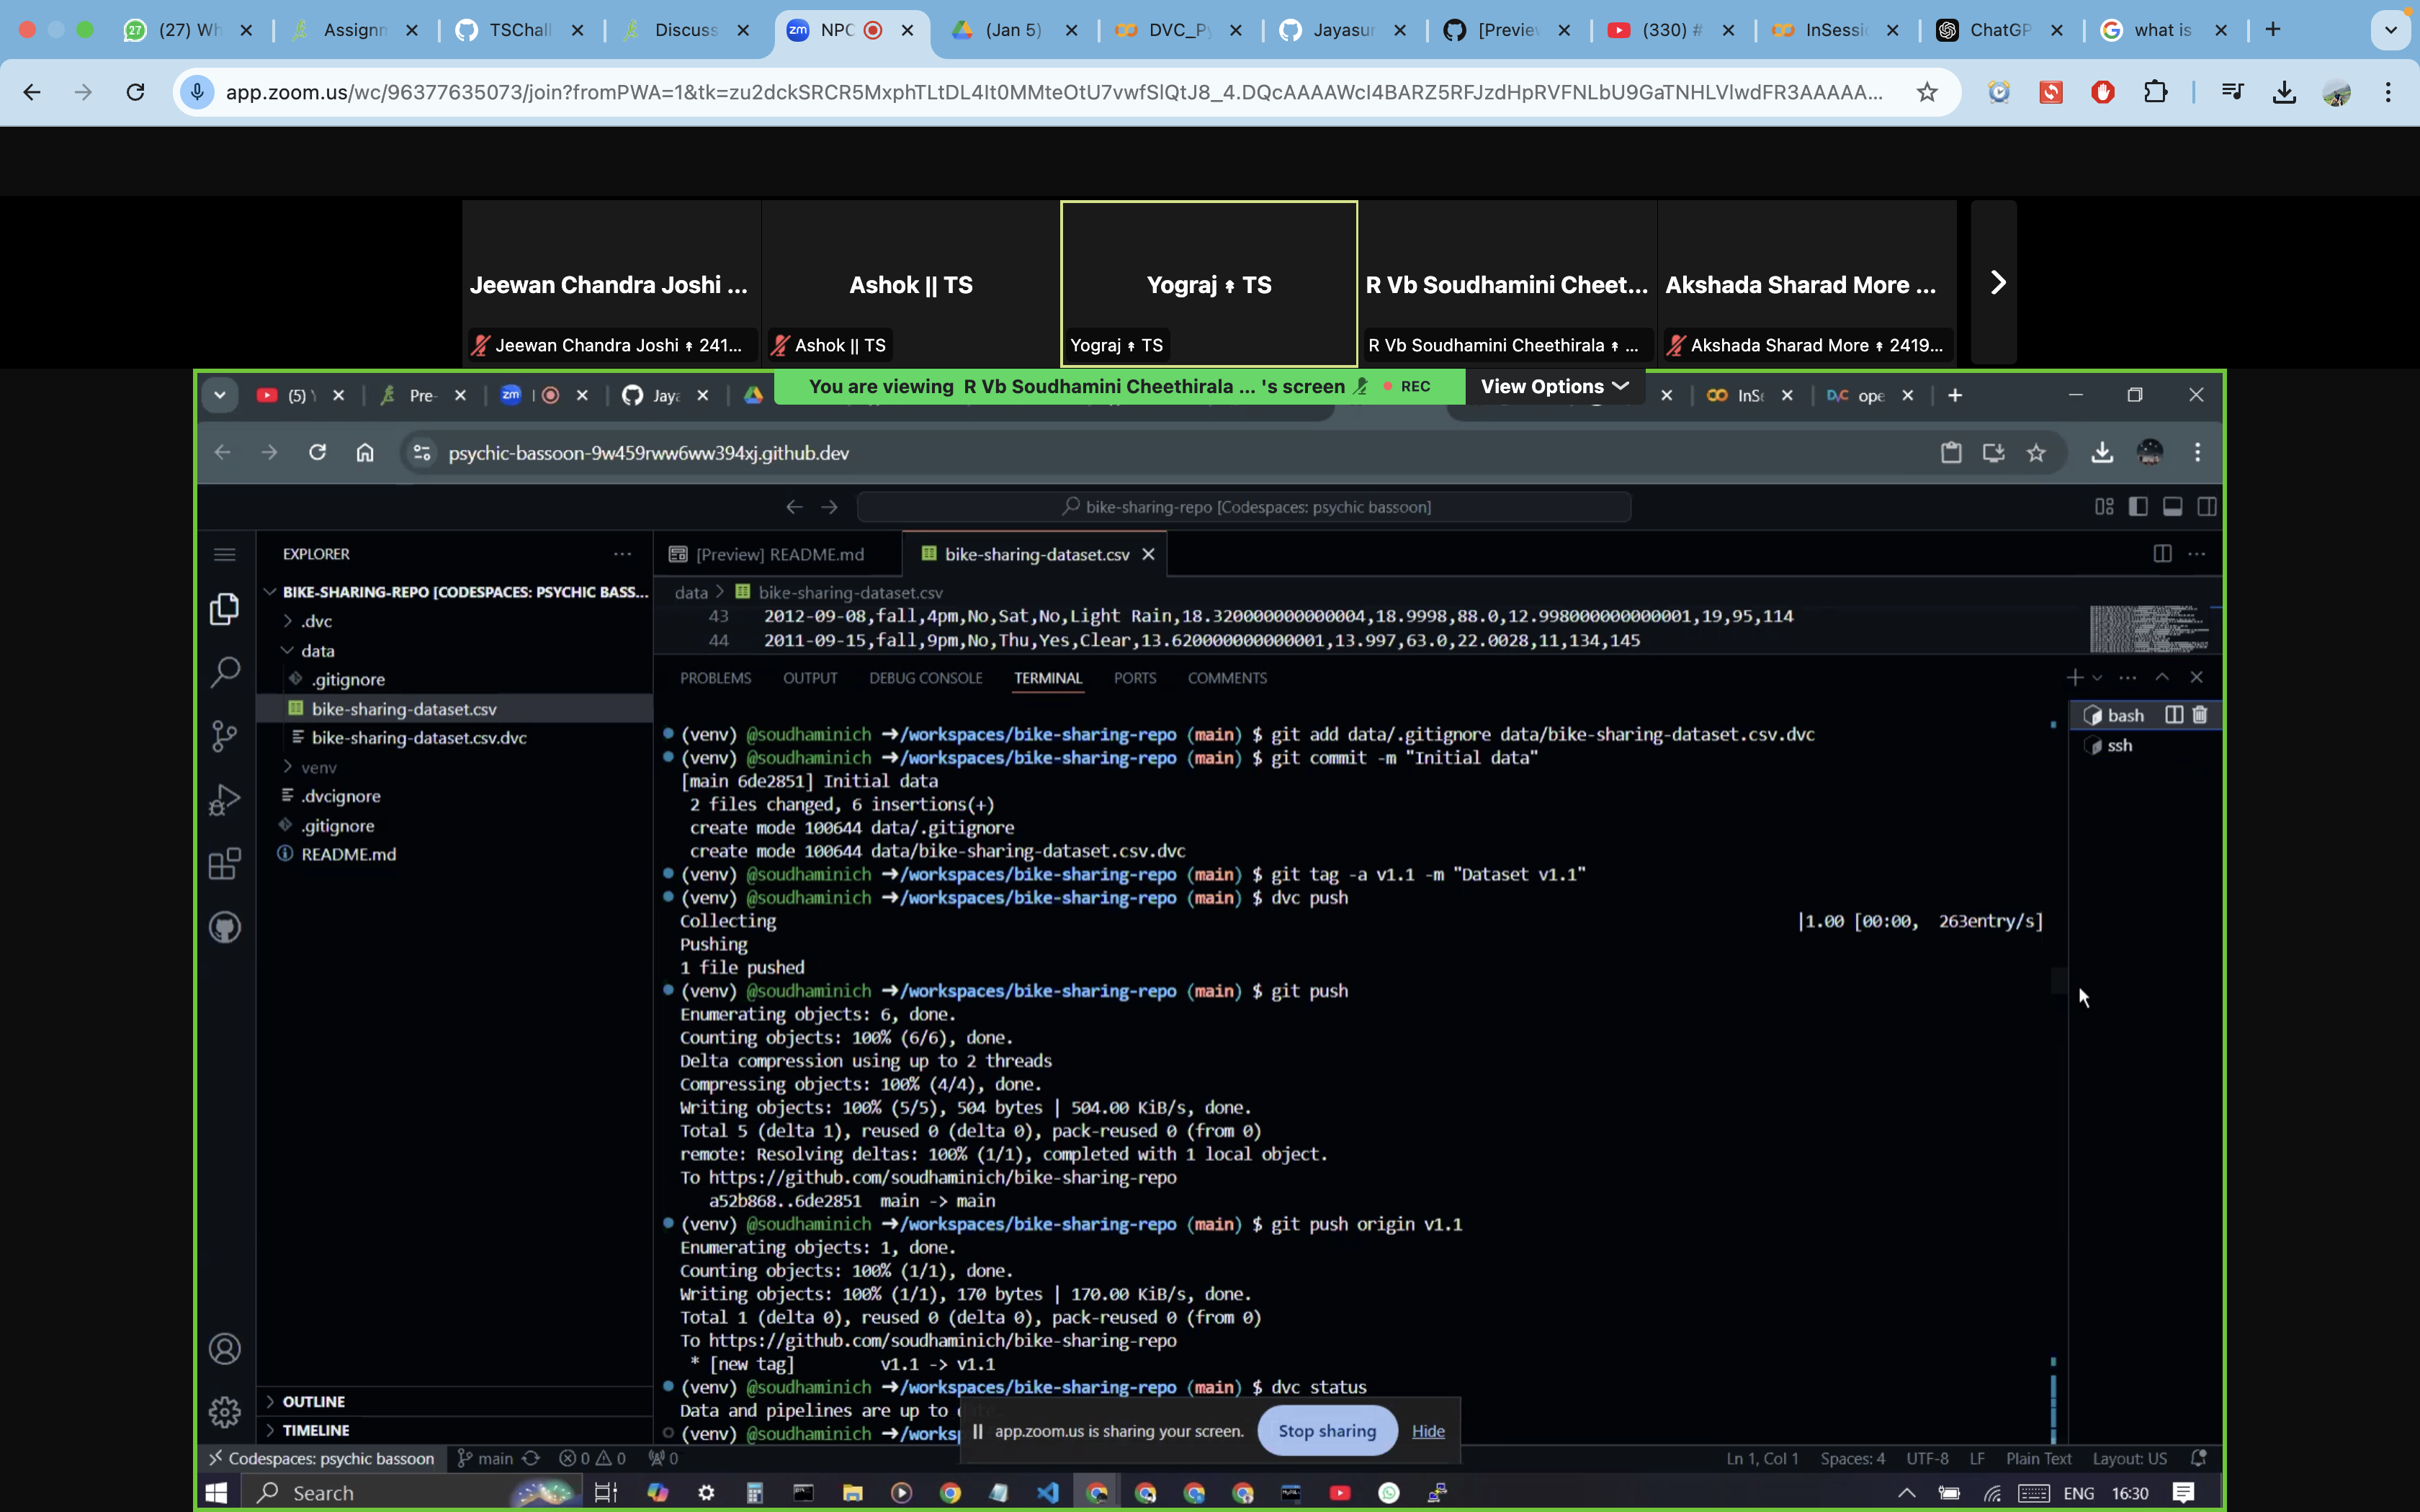 (27) Wh
Assignm
TSChall
Discuss
NPC
(Jan 5)
DVC_Py
Jayasur
[Preview
(330) #
InSessi
ChatGP
what is
app.zoom.us/wc/96377635073/join?fromPWA=1&tk=zu2dckSRCR5MxphTLtDL4It0MMteOtU7vwfSlQtJ8_4.DQcAAAAWcI4BARZ5RFJzdHpRVFNLbU9GaTNHLVlwdFR3AAAAA...
Jeewan Chandra Joshi ...
Ashok || TS
Yograj ↟ TS
R Vb Soudhamini Cheet...
Akshada Sharad More ...
Jeewan Chandra Joshi ↟ 241...
Ashok || TS
Yograj ↟ TS
R Vb Soudhamini Cheethirala ↟ ...
Akshada Sharad More ↟ 2419...
You are viewing R Vb Soudhamini Cheethirala ... 's screen
REC
View Options
(5)
Pre-
zm
Jaya
InSe
DVC
ope
psychic-bassoon-9w459rww6ww394xj.github.dev
bike-sharing-repo [Codespaces: psychic bassoon]
EXPLORER
BIKE-SHARING-REPO [CODESPACES: PSYCHIC BASS...
.dvc
data
.gitignore
bike-sharing-dataset.csv
bike-sharing-dataset.csv.dvc
venv
.dvcignore
.gitignore
README.md
OUTLINE
TIMELINE
[Preview] README.md
bike-sharing-dataset.csv
data > bike-sharing-dataset.csv
43 2012-09-08,fall,4pm,No,Sat,No,Light Rain,18.320000000000004,18.9998,88.0,12.998000000000001,19,95,114
44 2011-09-15,fall,9pm,No,Thu,Yes,Clear,13.620000000000001,13.997,63.0,22.0028,11,134,145
PROBLEMS OUTPUT DEBUG CONSOLE TERMINAL PORTS COMMENTS
bash
ssh
(venv) @soudhaminich ➜/workspaces/bike-sharing-repo (main) $ git add data/.gitignore data/bike-sharing-dataset.csv.dvc
(venv) @soudhaminich ➜/workspaces/bike-sharing-repo (main) $ git commit -m "Initial data"
[main 6de2851] Initial data
2 files changed, 6 insertions(+)
create mode 100644 data/.gitignore
create mode 100644 data/bike-sharing-dataset.csv.dvc
(venv) @soudhaminich ➜/workspaces/bike-sharing-repo (main) $ git tag -a v1.1 -m "Dataset v1.1"
(venv) @soudhaminich ➜/workspaces/bike-sharing-repo (main) $ dvc push
Collecting |1.00 [00:00, 263entry/s]
Pushing
1 file pushed
(venv) @soudhaminich ➜/workspaces/bike-sharing-repo (main) $ git push
Enumerating objects: 6, done.
Counting objects: 100% (6/6), done.
Delta compression using up to 2 threads
Compressing objects: 100% (4/4), done.
Writing objects: 100% (5/5), 504 bytes | 504.00 KiB/s, done.
Total 5 (delta 1), reused 0 (delta 0), pack-reused 0 (from 0)
remote: Resolving deltas: 100% (1/1), completed with 1 local object.
To https://github.com/soudhaminich/bike-sharing-repo
a52b868..6de2851 main -> main
(venv) @soudhaminich ➜/workspaces/bike-sharing-repo (main) $ git push origin v1.1
Enumerating objects: 1, done.
Counting objects: 100% (1/1), done.
Writing objects: 100% (1/1), 170 bytes | 170.00 KiB/s, done.
Total 1 (delta 0), reused 0 (delta 0), pack-reused 0 (from 0)
To https://github.com/soudhaminich/bike-sharing-repo
* [new tag] v1.1 -> v1.1
(venv) @soudhaminich ➜/workspaces/bike-sharing-repo (main) $ dvc status
Data and pipelines are up to
(venv) @soudhaminich ➜/worksp
app.zoom.us is sharing your screen. Stop sharing Hide
Codespaces: psychic bassoon main 0 0 0
Ln 1, Col 1 Spaces: 4 UTF-8 LF Plain Text Layout: US
Search
ENG 16:30